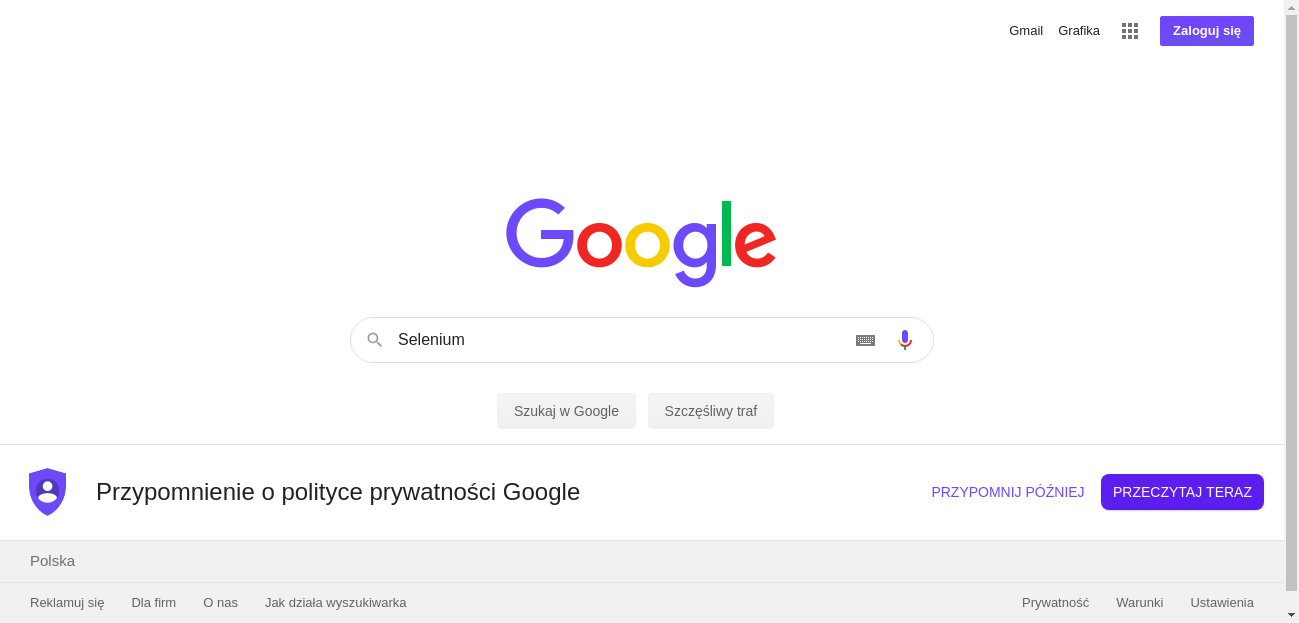 Gmail Grafika Zaloguj się
Google
Selenium
Szukaj w Google Szczęśliwy traf
Przypomnienie o polityce prywatności Google PRZYPOMNIJ PÓŹNIEJ PRZECZYTAJ TERAZ
Polska
Reklamuj się Dla firm O nas Jak działa wyszukiwarka Prywatność Warunki Ustawienia